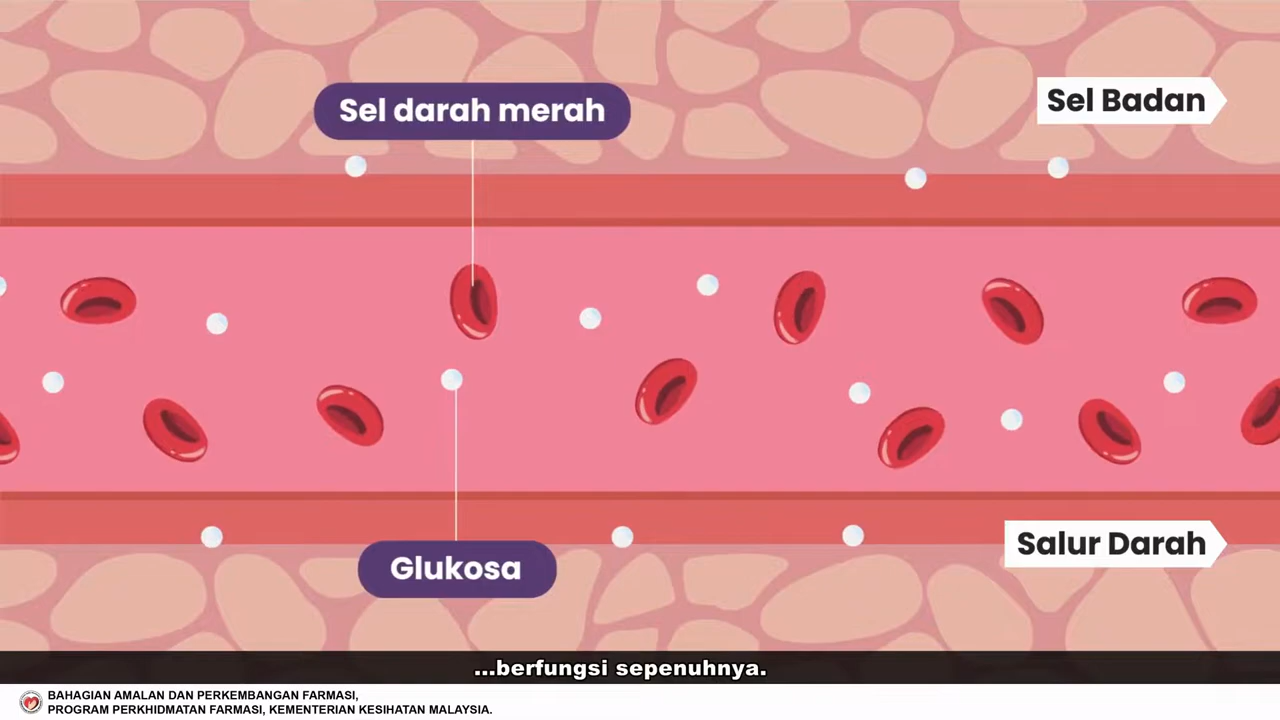 Sel darah merah
Sel Badan
Salur Darah
Glukosa
...berfungsi sepenuhnya.
BAHAGIAN AMALAN DAN PERKEMBANGAN FARMASI,
PROGRAM PERKHIDMATAN FARMASI, KEMENTERIAN KESIHATAN MALAYSIA.